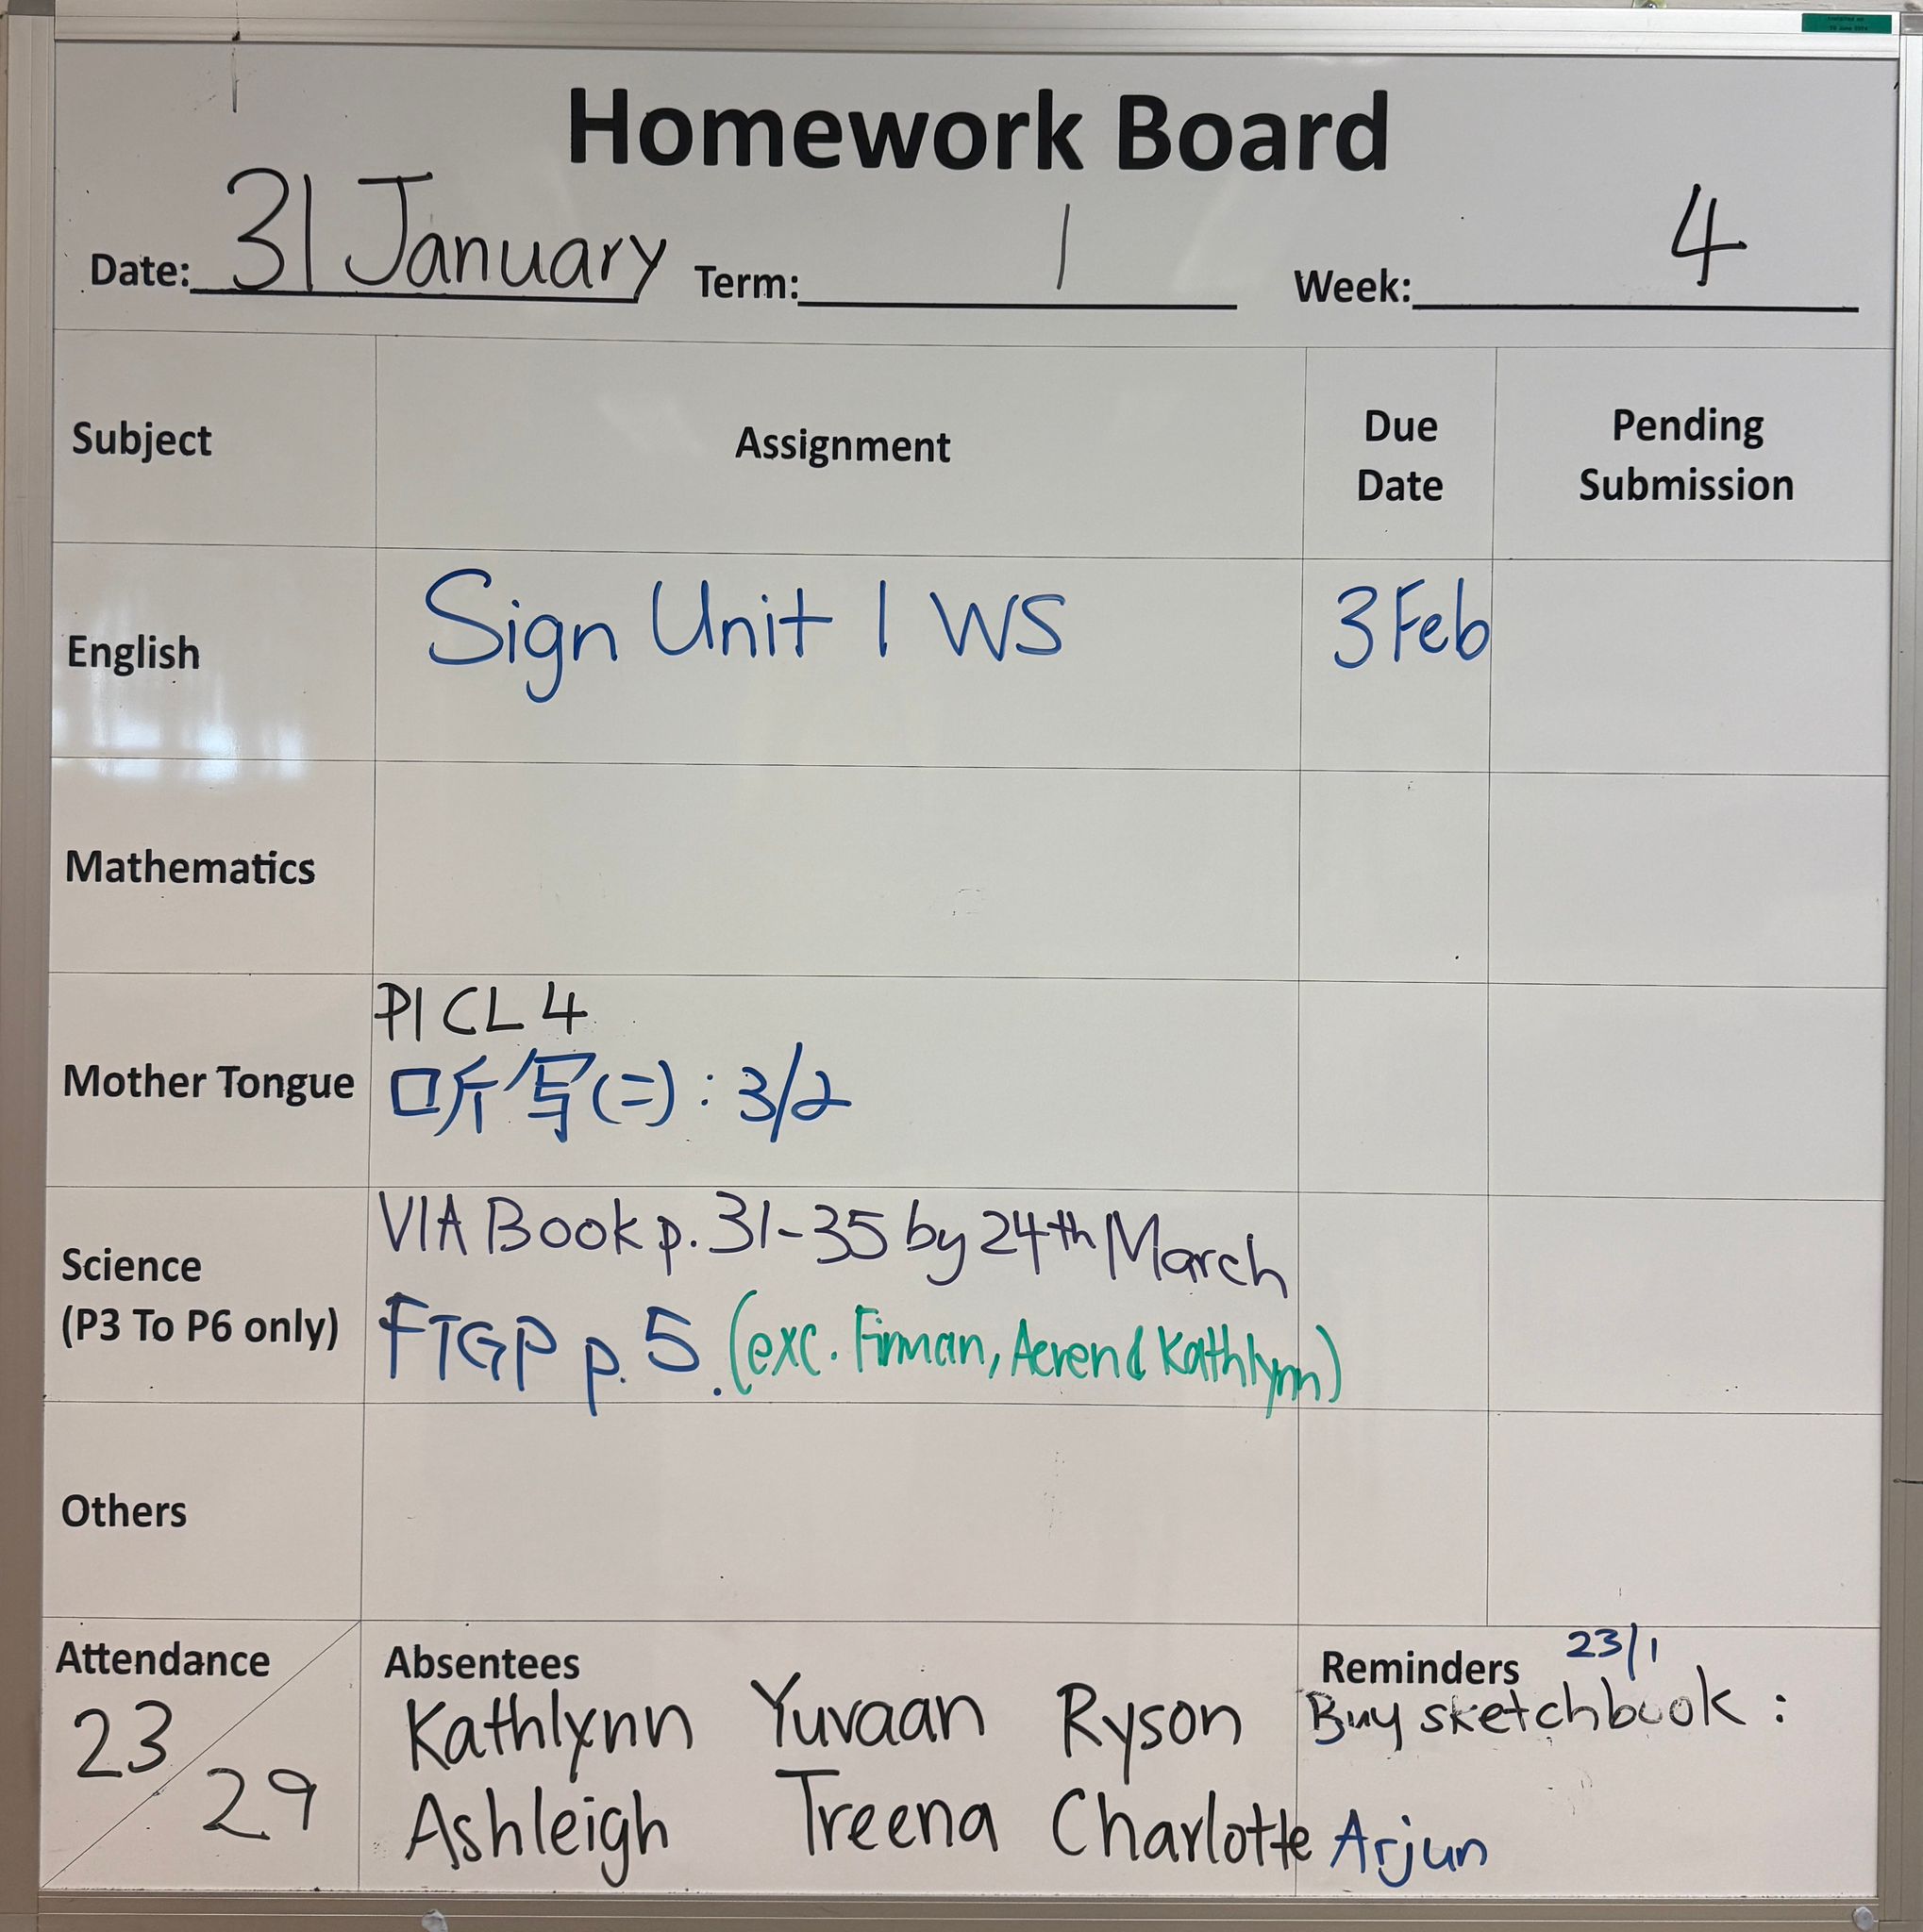 Homework Board
Date: 31 January Term: 1 Week: 4
Subject Assignment Due Date Pending Submission
English Sign Unit 1 WS 3 Feb
Mathematics
Mother Tongue
P1 CL 4
听写(二): 3/2
Science
(P3 To P6 only)
VIA Book p. 31-35 by 24th March
FTGP p. 5. (exc. Firman, Aeren & Kathlynn)
Others
Attendance
23/29
Absentees
Kathlynn Yuvaan Ryson
Ashleigh Treena Charlotte
Reminders 23/1
Buy sketchbook :
Arjun